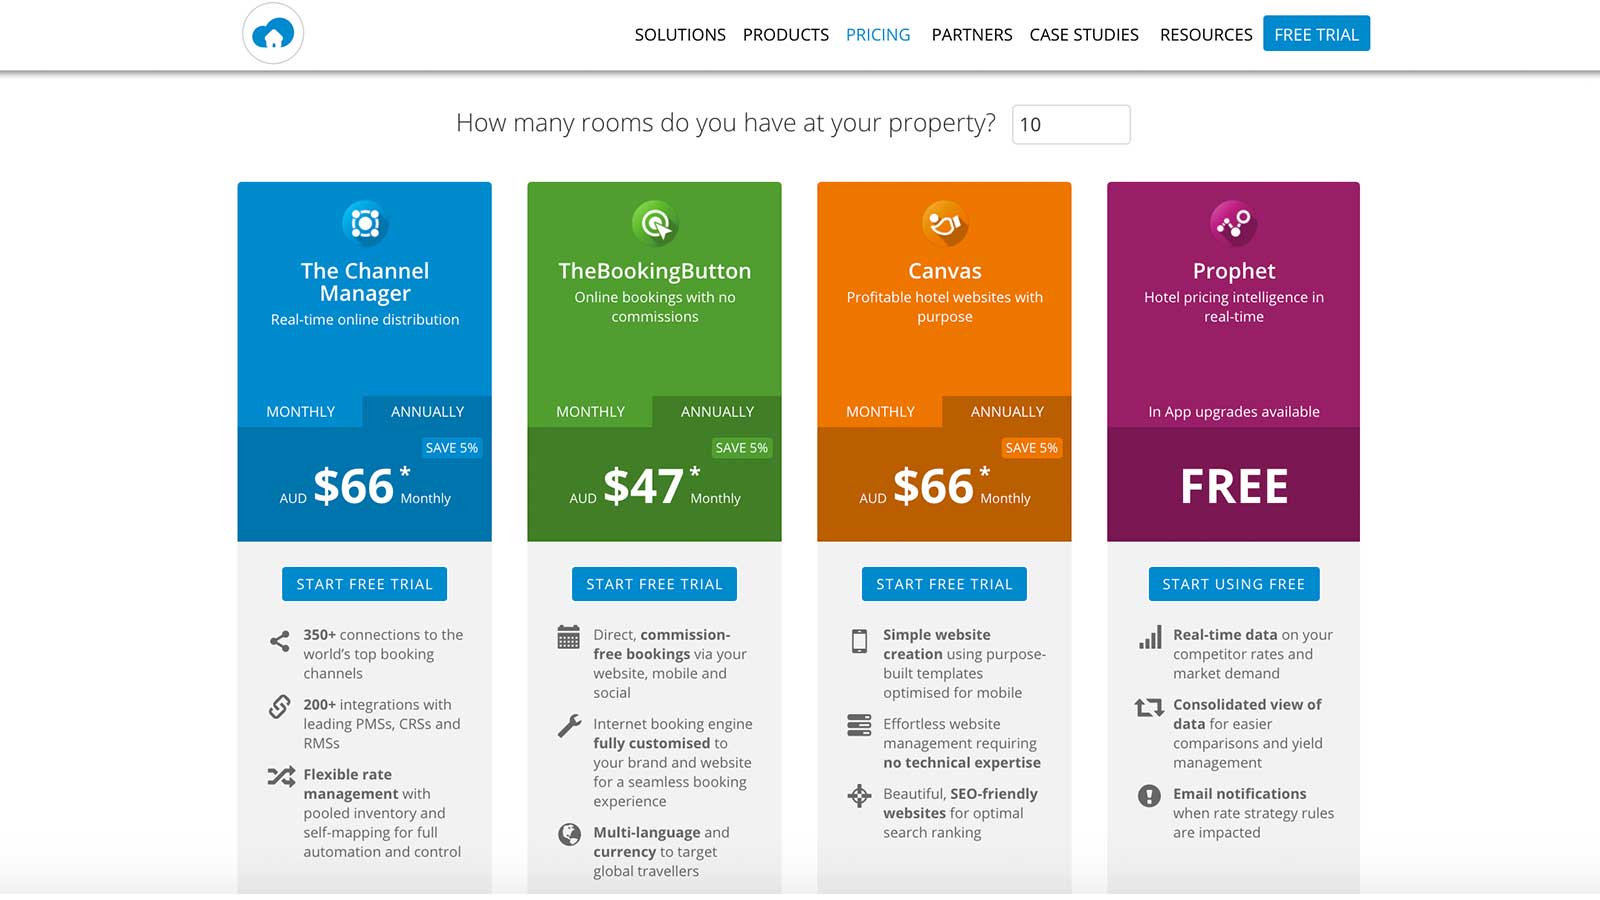 SOLUTIONS PRODUCTS PRICING PARTNERS CASE STUDIES RESOURCES FREE TRIAL
How many rooms do you have at your property? 10
The Channel
Manager
Real-time online distribution
MONTHLY ANNUALLY
SAVE 5%
AUD $66* Monthly
START FREE TRIAL
350+ connections to the
world's top booking
channels
200+ integrations with
leading PMSs, CRSs and
RMSs
Flexible rate
management with
pooled inventory and
self-mapping for full
automation and control
TheBookingButton
Online bookings with no
commissions
MONTHLY ANNUALLY
SAVE 5%
AUD $47* Monthly
START FREE TRIAL
Direct, commission-
free bookings via your
website, mobile and
social
Internet booking engine
fully customised to
your brand and website
for a seamless booking
experience
Multi-language and
currency to target
global travellers
Canvas
Profitable hotel websites with
purpose
MONTHLY ANNUALLY
SAVE 5%
AUD $66* Monthly
START FREE TRIAL
Simple website
creation using purpose-
built templates
optimised for mobile
Effortless website
management requiring
no technical expertise
Beautiful, SEO-friendly
websites for optimal
search ranking
Prophet
Hotel pricing intelligence in
real-time
In App upgrades available
FREE
START USING FREE
Real-time data on your
competitor rates and
market demand
Consolidated view of
data for easier
comparisons and yield
management
Email notifications
when rate strategy rules
are impacted